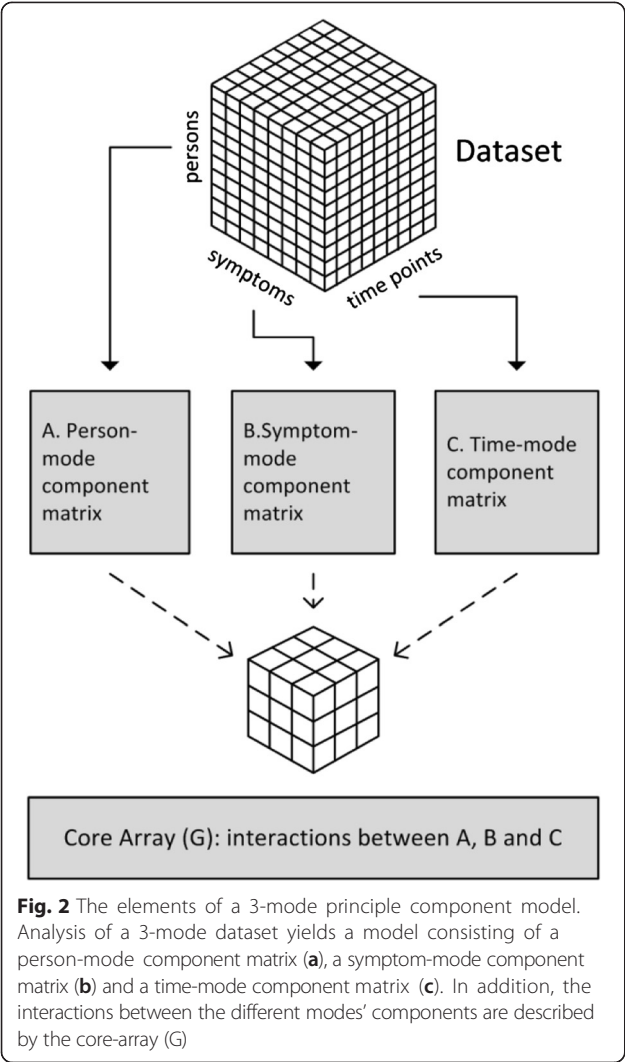 persons
Dataset
symptoms
time points
A. Person-
mode
component
matrix
B.Symptom-
mode
component
matrix
C. Time-mode
component
matrix
Core Array (G): interactions between A, B and C
Fig. 2 The elements of a 3-mode principle component model.
Analysis of a 3-mode dataset yields a model consisting of a
person-mode component matrix (a), a symptom-mode component
matrix (b) and a time-mode component matrix (c). In addition, the
interactions between the different modes' components are described
by the core-array (G)